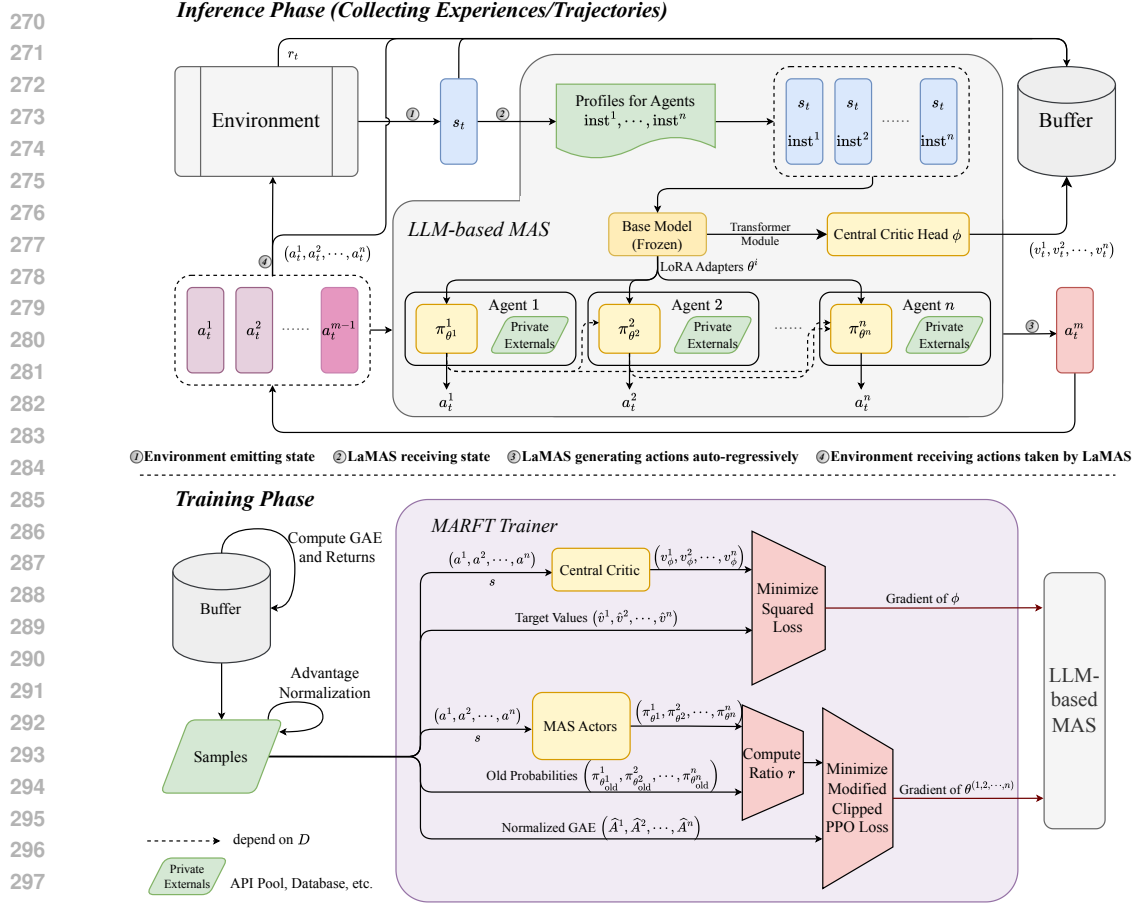 270
271
272
273
274
275
276
277
278
279
280
281
282
283
284
285
286
287
288
289
290
291
292
293
294
295
296
297
Inference Phase (Collecting Experiences/Trajectories)
r_t
Environment
①
s_t
②
Profiles for Agents
inst^1, ⋯, inst^n
s_t s_t s_t
⋯⋯
inst^1 inst^2 inst^n
Buffer
LLM-based MAS
Base Model
(Frozen)
Transformer
Module
Central Critic Head ϕ
(v_t^1, v_t^2, ⋯, v_t^n)
LoRA Adapters θ^i
④
(a_t^1, a_t^2, ⋯, a_t^n)
a_t^1 a_t^2 ⋯⋯ a_t^{m−1}
Agent 1
π_{θ^1}^1
Private
Externals
a_t^1
Agent 2
π_{θ^2}^2
Private
Externals
a_t^2
⋯⋯
Agent n
π_{θ^n}^n
Private
Externals
a_t^n
③
a_t^m
①Environment emitting state ②LaMAS receiving state ③LaMAS generating actions auto-regressively ④Environment receiving actions taken by LaMAS
Training Phase
Compute GAE
and Returns
Buffer
Advantage
Normalization
Samples
MARFT Trainer
(a^1, a^2, ⋯, a^n)
s
Central Critic
(v_ϕ^1, v_ϕ^2, ⋯, v_ϕ^n)
Target Values (v̂^1, v̂^2, ⋯, v̂^n)
Minimize
Squared
Loss
Gradient of ϕ
(a^1, a^2, ⋯, a^n)
s
MAS Actors
(π_{θ^1}^1, π_{θ^2}^2, ⋯, π_{θ^n}^n)
Old Probabilities (π_{θ_old^1}^1, π_{θ_old^2}^2, ⋯, π_{θ_old^n}^n)
Compute
Ratio r
Normalized GAE (Â^1, Â^2, ⋯, Â^n)
Minimize
Modified
Clipped
PPO Loss
Gradient of θ^{(1,2,⋯,n)}
LLM-
based
MAS
depend on D
Private
Externals
API Pool, Database, etc.